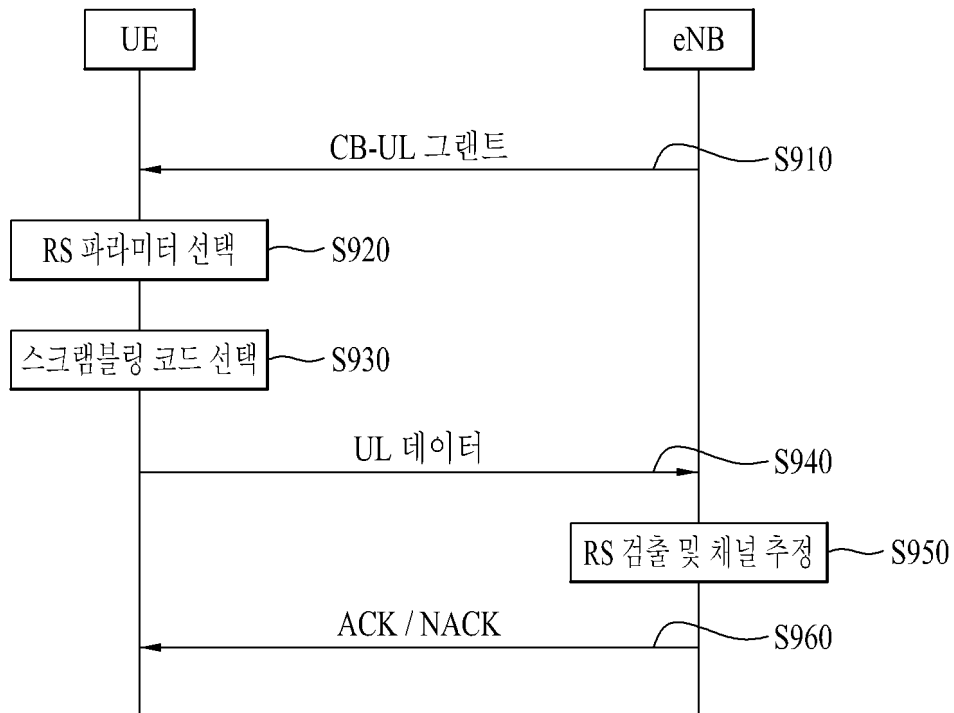 UE
eNB
CB-UL 그랜트
S910
RS 파라미터 선택
S920
스크램블링 코드 선택
S930
UL 데이터
S940
RS 검출 및 채널 추정
S950
ACK / NACK
S960